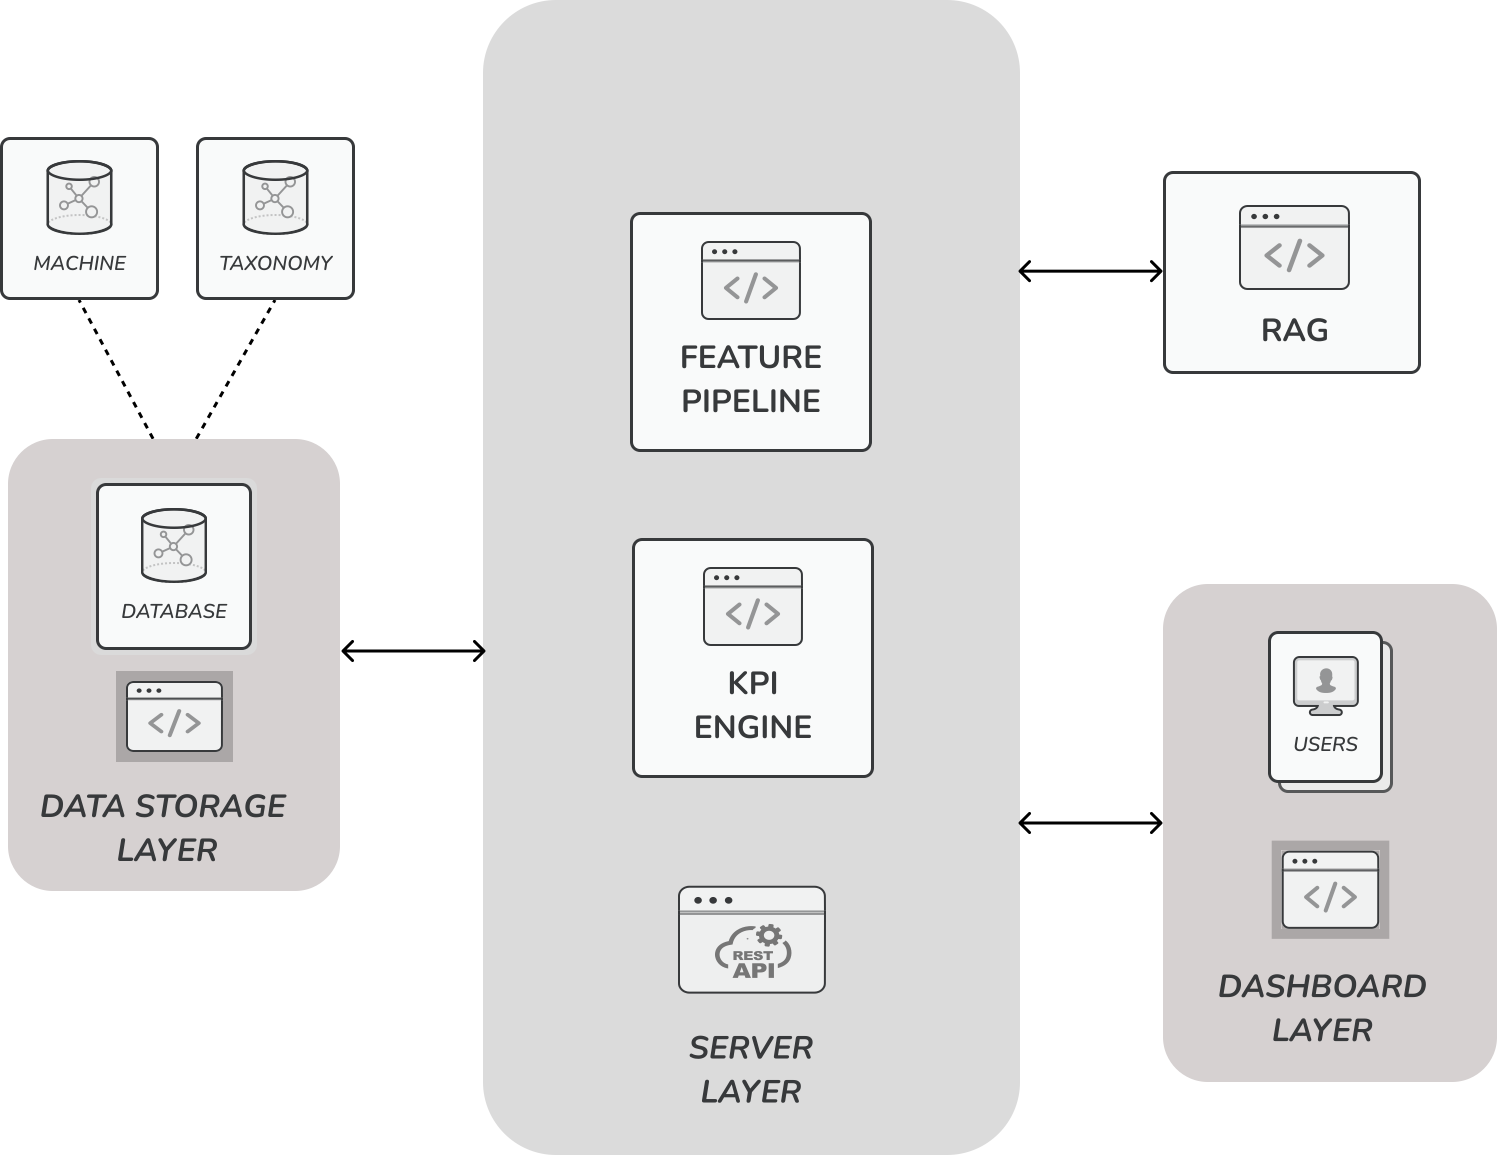 MACHINE
TAXONOMY
DATABASE
</>
DATA STORAGE
LAYER
</>
FEATURE
PIPELINE
</>
KPI
ENGINE
REST
API
SERVER
LAYER
</>
RAG
USERS
</>
DASHBOARD
LAYER